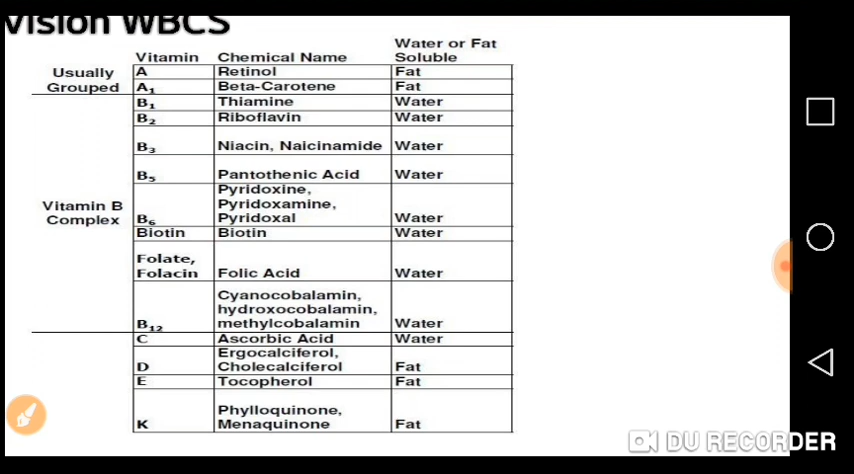 vision WBCS
Water or Fat
Vitamin Chemical Name Soluble
Usually A Retinol Fat
Grouped A1 Beta-Carotene Fat
B1 Thiamine Water
B2 Riboflavin Water
B3 Niacin, Naicinamide Water
B5 Pantothenic Acid Water
Pyridoxine,
Vitamin B Pyridoxamine,
Complex B6 Pyridoxal Water
Biotin Biotin Water
Folate,
Folacin Folic Acid Water
Cyanocobalamin,
hydroxocobalamin,
B12 methylcobalamin Water
C Ascorbic Acid Water
Ergocalciferol,
D Cholecalciferol Fat
E Tocopherol Fat
Phylloquinone,
K Menaquinone Fat
DU RECORDER